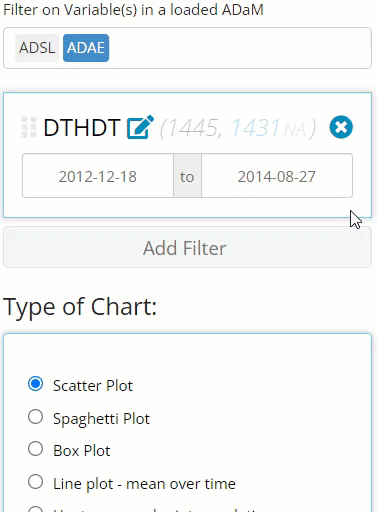 Filter on Variable(s) in a loaded ADaM
ADSL ADAE
DTHDT (1445, 1431 NA)
2012-12-18 to 2014-08-27
Add Filter
Type of Chart:
Scatter Plot
Spaghetti Plot
Box Plot
Line plot - mean over time